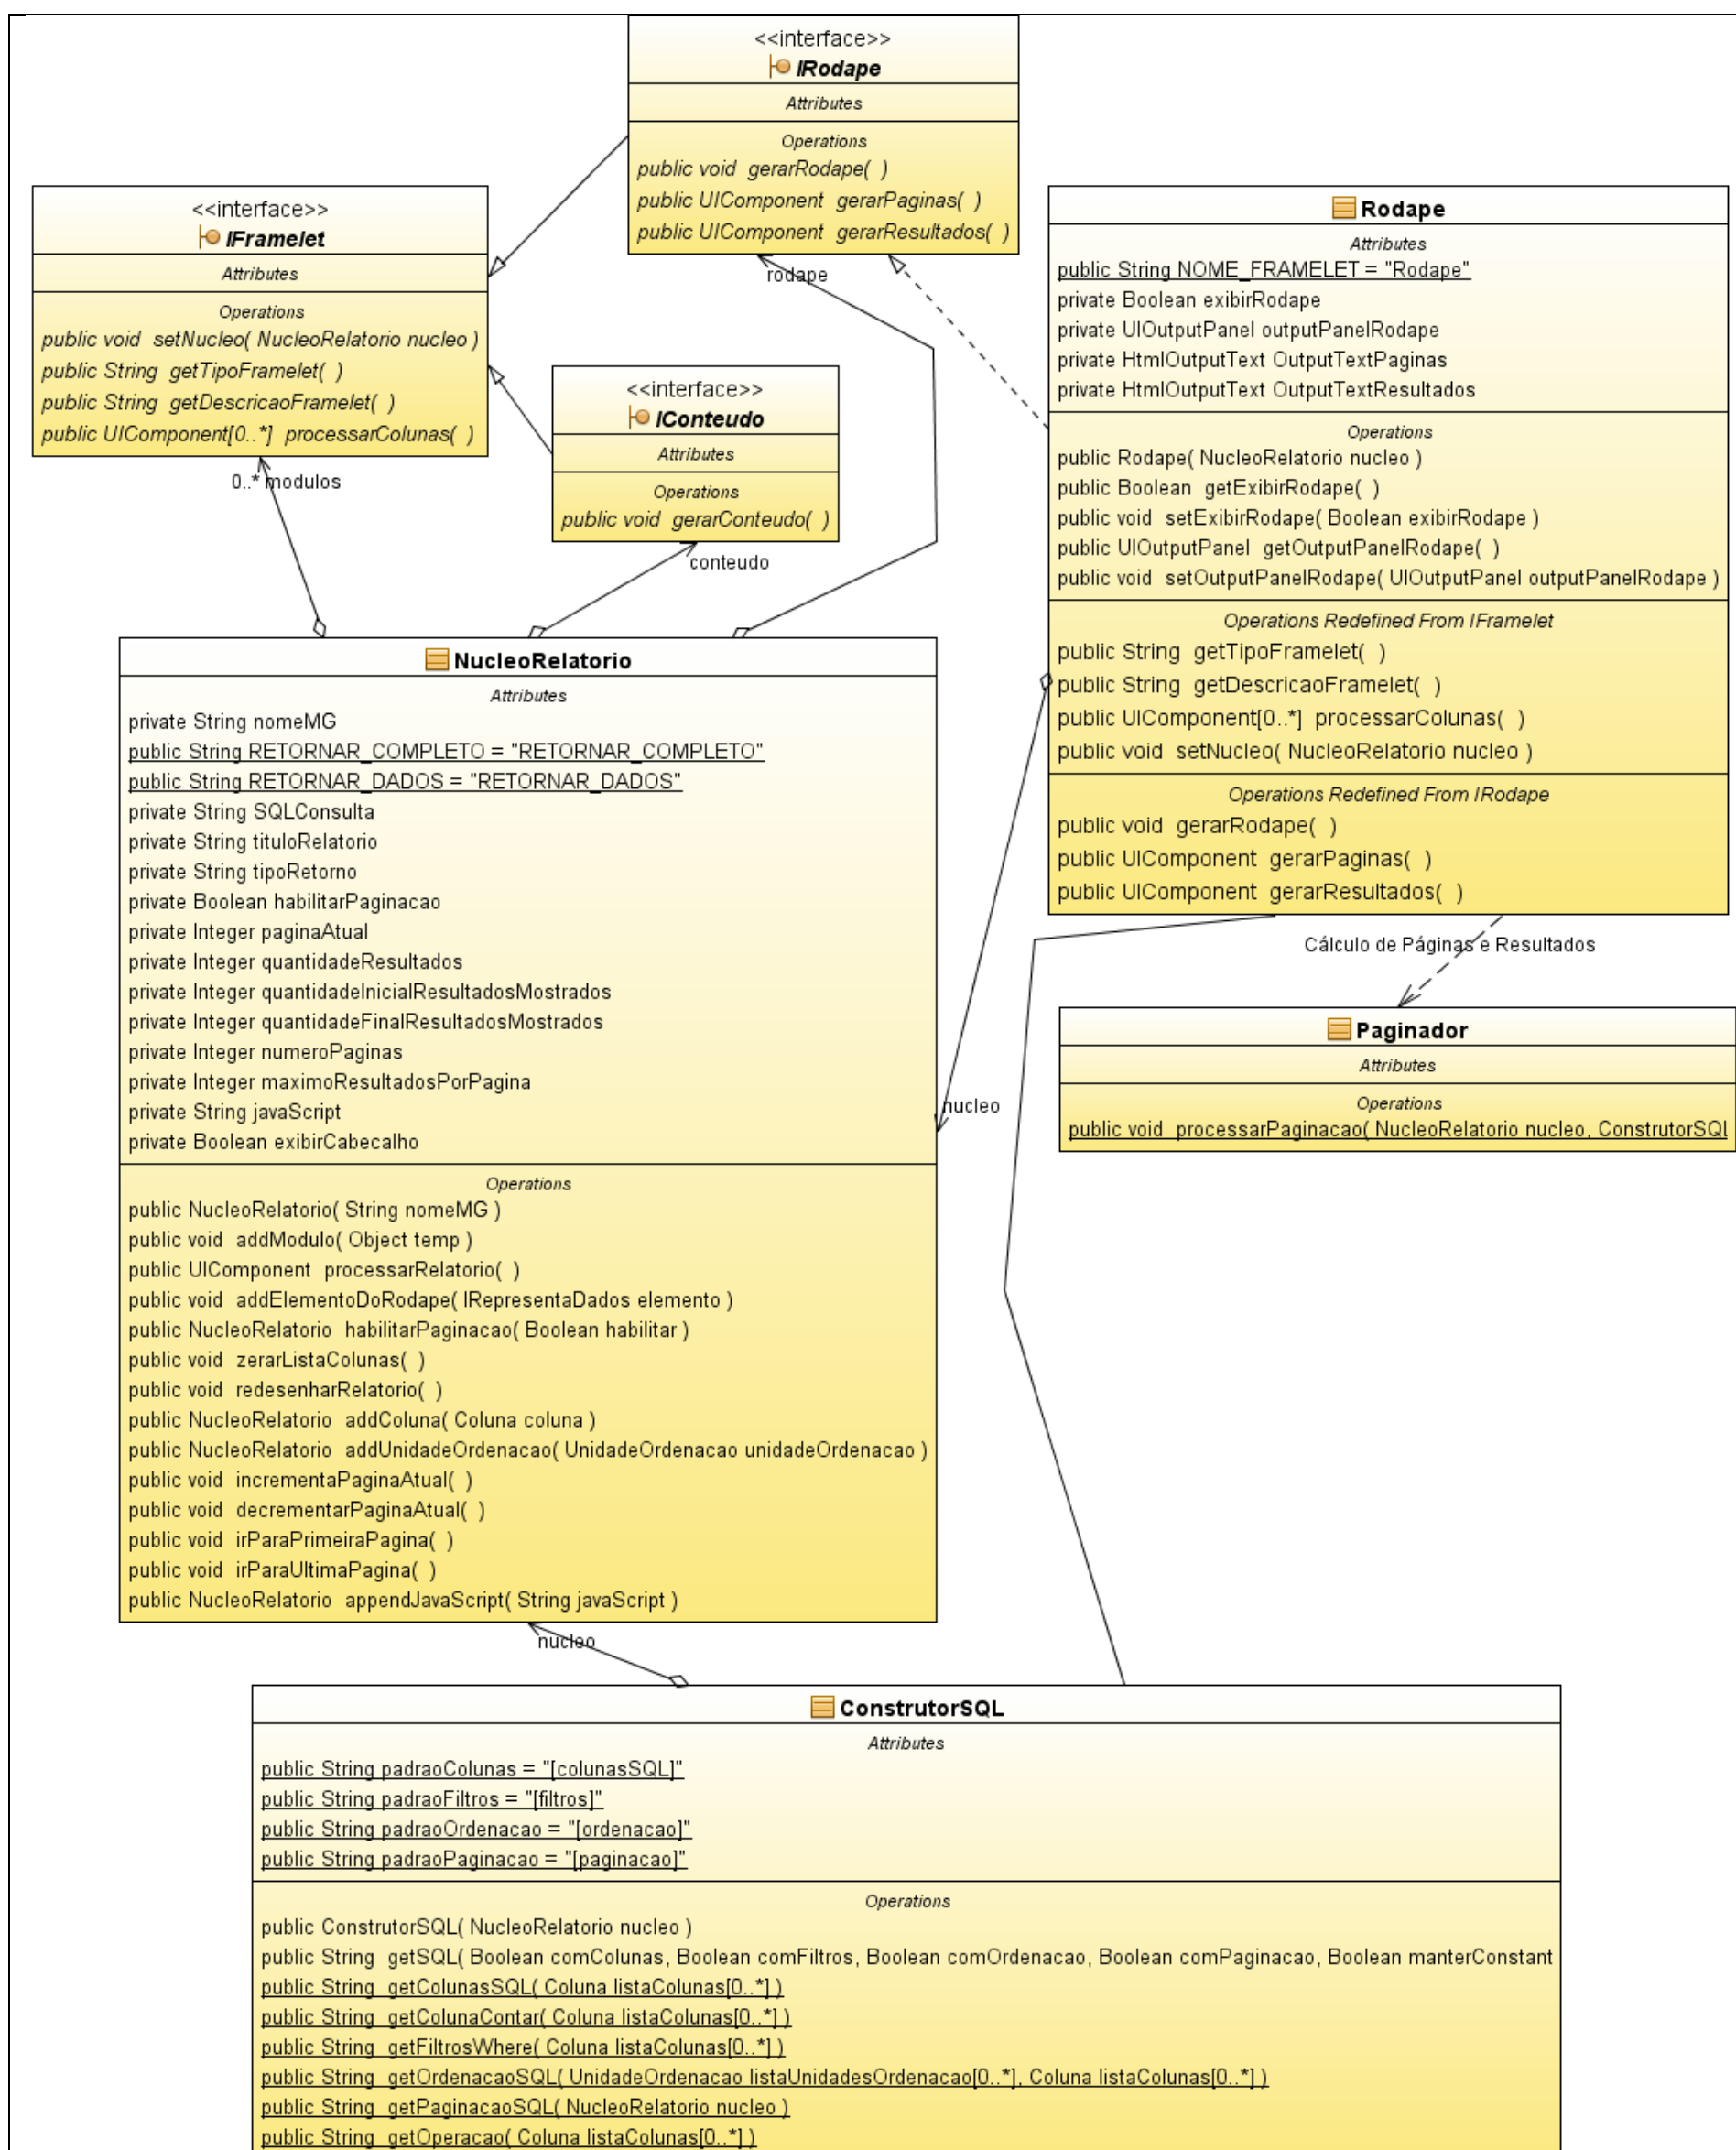 <<interface>>
IRodape
Attributes
Operations
public void gerarRodape( )
public UIComponent gerarPaginas( )
public UIComponent gerarResultados( )
<<interface>>
IFramelet
Attributes
Operations
public void setNucleo( NucleoRelatorio nucleo )
public String getTipoFramelet( )
public String getDescricaoFramelet( )
public UIComponent[0..*] processarColunas( )
0..* modulos
rodape
<<interface>>
IConteudo
Attributes
Operations
public void gerarConteudo( )
conteudo
Rodape
Attributes
public String NOME_FRAMELET = "Rodape"
private Boolean exibirRodape
private UIOutputPanel outputPanelRodape
private HtmlOutputText OutputTextPaginas
private HtmlOutputText OutputTextResultados
Operations
public Rodape( NucleoRelatorio nucleo )
public Boolean getExibirRodape( )
public void setExibirRodape( Boolean exibirRodape )
public UIOutputPanel getOutputPanelRodape( )
public void setOutputPanelRodape( UIOutputPanel outputPanelRodape )
Operations Redefined From IFramelet
public String getTipoFramelet( )
public String getDescricaoFramelet( )
public UIComponent[0..*] processarColunas( )
public void setNucleo( NucleoRelatorio nucleo )
Operations Redefined From IRodape
public void gerarRodape( )
public UIComponent gerarPaginas( )
public UIComponent gerarResultados( )
Cálculo de Páginas e Resultados
Paginador
Attributes
Operations
public void processarPaginacao( NucleoRelatorio nucleo, ConstrutorSQL
NucleoRelatorio
Attributes
private String nomeMG
public String RETORNAR_COMPLETO = "RETORNAR_COMPLETO"
public String RETORNAR_DADOS = "RETORNAR_DADOS"
private String SQLConsulta
private String tituloRelatorio
private String tipoRetorno
private Boolean habilitarPaginacao
private Integer paginaAtual
private Integer quantidadeResultados
private Integer quantidadeInicialResultadosMostrados
private Integer quantidadeFinalResultadosMostrados
private Integer numeroPaginas
private Integer maximoResultadosPorPagina
private String javaScript
private Boolean exibirCabecalho
nucleo
Operations
public NucleoRelatorio( String nomeMG )
public void addModulo( Object temp )
public UIComponent processarRelatorio( )
public void addElementoDoRodape( IRepresentaDados elemento )
public NucleoRelatorio habilitarPaginacao( Boolean habilitar )
public void zerarListaColunas( )
public void redesenharRelatorio( )
public NucleoRelatorio addColuna( Coluna coluna )
public NucleoRelatorio addUnidadeOrdenacao( UnidadeOrdenacao unidadeOrdenacao )
public void incrementaPaginaAtual( )
public void decrementarPaginaAtual( )
public void irParaPrimeiraPagina( )
public void irParaUltimaPagina( )
public NucleoRelatorio appendJavaScript( String javaScript )
nucleo
ConstrutorSQL
Attributes
public String padraoColunas = "[colunasSQL]"
public String padraoFiltros = "[filtros]"
public String padraoOrdenacao = "[ordenacao]"
public String padraoPaginacao = "[paginacao]"
Operations
public ConstrutorSQL( NucleoRelatorio nucleo )
public String getSQL( Boolean comColunas, Boolean comFiltros, Boolean comOrdenacao, Boolean comPaginacao, Boolean manterConstant
public String getColunasSQL( Coluna listaColunas[0..*] )
public String getColunaContar( Coluna listaColunas[0..*] )
public String getFiltrosWhere( Coluna listaColunas[0..*] )
public String getOrdenacaoSQL( UnidadeOrdenacao listaUnidadesOrdenacao[0..*], Coluna listaColunas[0..*] )
public String getPaginacaoSQL( NucleoRelatorio nucleo )
public String getOperacao( Coluna listaColunas[0..*] )